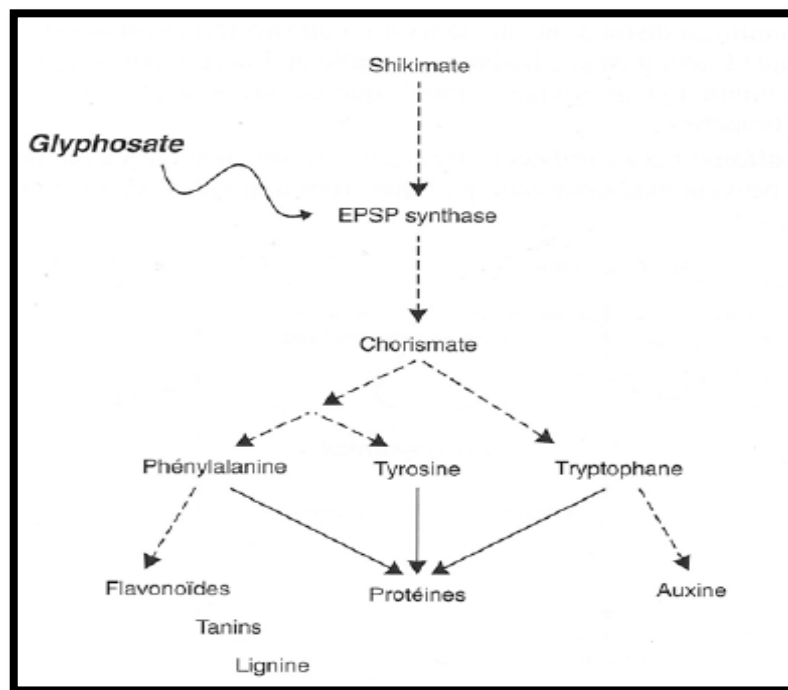 Shikimate
Glyphosate
EPSP synthase
Chorismate
Phénylalanine Tyrosine Tryptophane
Flavonoïdes Protéines Auxine
Tanins
Lignine